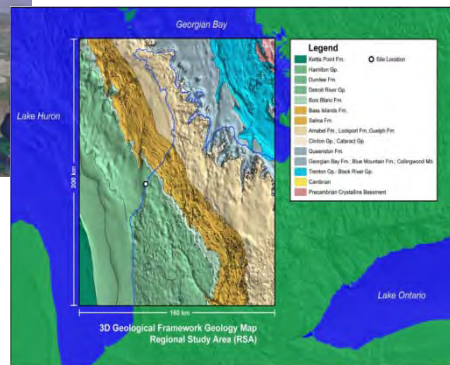 Georgian Bay
Lake Huron
Legend
Kettle Point Fm.
Site Location
Hamilton Gp.
Dundee Fm.
Detroit River Gp.
Bois Blanc Fm.
Bass Islands Fm.
Salina Fm.
Amabel Fm.; Lockport Fm.; Guelph Fm.
Clinton Gp.; Cataract Gp.
Queenston Fm.
Georgian Bay Fm.; Blue Mountain Fm.; Collingwood Mb.
Trenton Gp.; Black River Gp.
Cambrian
Precambrian Crystalline Basement
200 km
160 km
3D Geological Framework Geology Map
Regional Study Area (RSA)
Lake Ontario